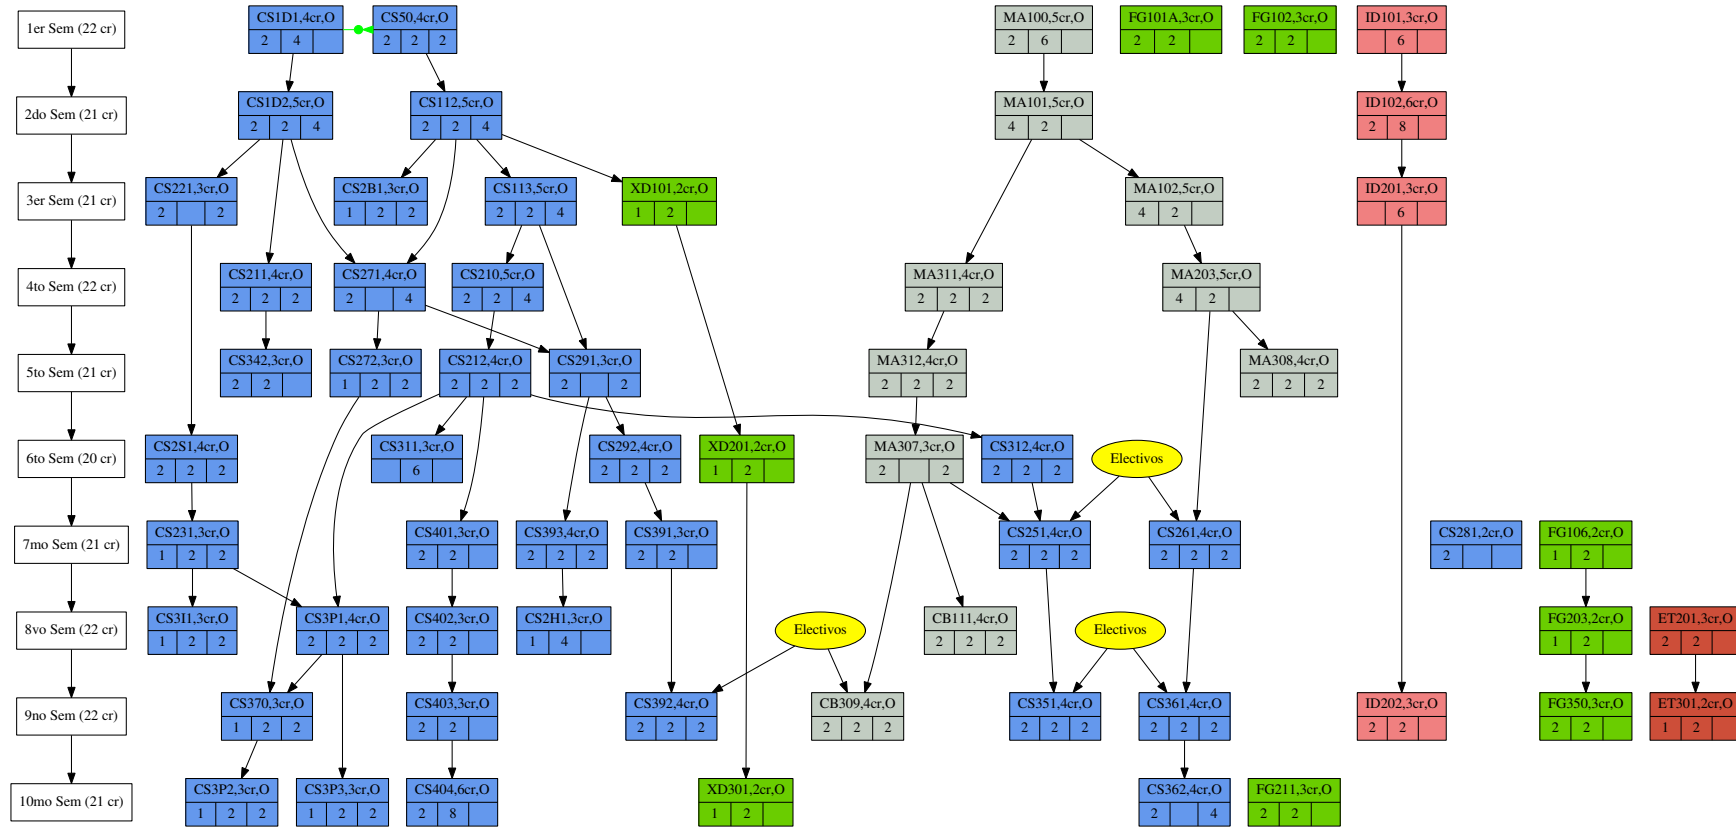 1er Sem (22 cr)
CS1D1,4cr,O
2 4
CS50,4cr,O
2 2 2
MA100,5cr,O
2 6
FG101A,3cr,O
2 2
FG102,3cr,O
2 2
ID101,3cr,O
6
2do Sem (21 cr)
CS1D2,5cr,O
2 2 4
CS112,5cr,O
2 2 4
MA101,5cr,O
4 2
ID102,6cr,O
2 8
3er Sem (21 cr)
CS221,3cr,O
2 2
CS2B1,3cr,O
1 2 2
CS113,5cr,O
2 2 4
XD101,2cr,O
1 2
MA102,5cr,O
4 2
ID201,3cr,O
6
4to Sem (22 cr)
CS211,4cr,O
2 2 2
CS271,4cr,O
2 4
CS210,5cr,O
2 2 4
MA311,4cr,O
2 2 2
MA203,5cr,O
4 2
5to Sem (21 cr)
CS342,3cr,O
2 2
CS272,3cr,O
1 2 2
CS212,4cr,O
2 2 2
CS291,3cr,O
2 2
MA312,4cr,O
2 2 2
MA308,4cr,O
2 2 2
6to Sem (20 cr)
CS2S1,4cr,O
2 2 2
CS311,3cr,O
6
CS292,4cr,O
2 2 2
XD201,2cr,O
1 2
MA307,3cr,O
2 2
CS312,4cr,O
2 2 2
Electivos
7mo Sem (21 cr)
CS231,3cr,O
1 2 2
CS401,3cr,O
2 2
CS393,4cr,O
2 2 2
CS391,3cr,O
2 2
CS251,4cr,O
2 2 2
CS261,4cr,O
2 2 2
CS281,2cr,O
2
FG106,2cr,O
1 2
8vo Sem (22 cr)
CS3I1,3cr,O
1 2 2
CS3P1,4cr,O
2 2 2
CS402,3cr,O
2 2
CS2H1,3cr,O
1 4
Electivos
CB111,4cr,O
2 2 2
Electivos
FG203,2cr,O
1 2
ET201,3cr,O
2 2
9no Sem (22 cr)
CS370,3cr,O
1 2 2
CS403,3cr,O
2 2
CS392,4cr,O
2 2 2
CB309,4cr,O
2 2 2
CS351,4cr,O
2 2 2
CS361,4cr,O
2 2 2
ID202,3cr,O
2 2
FG350,3cr,O
2 2
ET301,2cr,O
1 2
10mo Sem (21 cr)
CS3P2,3cr,O
1 2 2
CS3P3,3cr,O
1 2 2
CS404,6cr,O
2 8
XD301,2cr,O
1 2
CS362,4cr,O
2 4
FG211,3cr,O
2 2